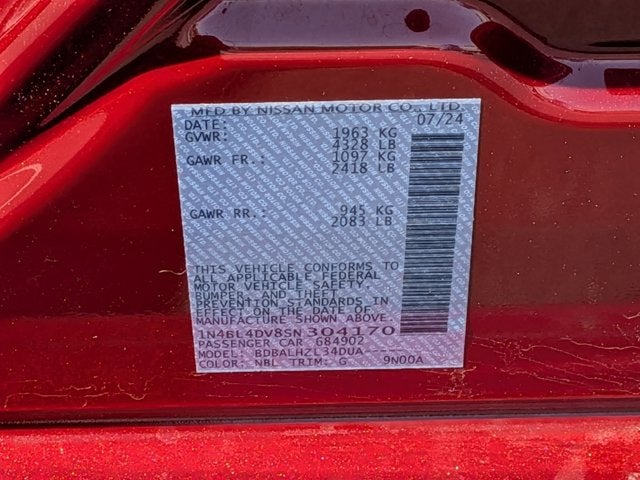 MFD BY NISSAN MOTOR CO., LTD.
DATE: 07/24
GVWR: 1963 KG
4328 LB
GAWR FR.: 1097 KG
2418 LB
GAWR RR.: 945 KG
2083 LB
THIS VEHICLE CONFORMS TO
ALL APPLICABLE FEDERAL
MOTOR VEHICLE SAFETY,
BUMPER AND THEFT
PREVENTION STANDARDS IN
EFFECT ON THE DATE OF
MANUFACTURE SHOWN ABOVE.
1N4BL4DV8SN304170
PASSENGER CAR 684902
MODEL: BDBALHZL34DUA-----
COLOR: NBL TRIM: G 9N00A